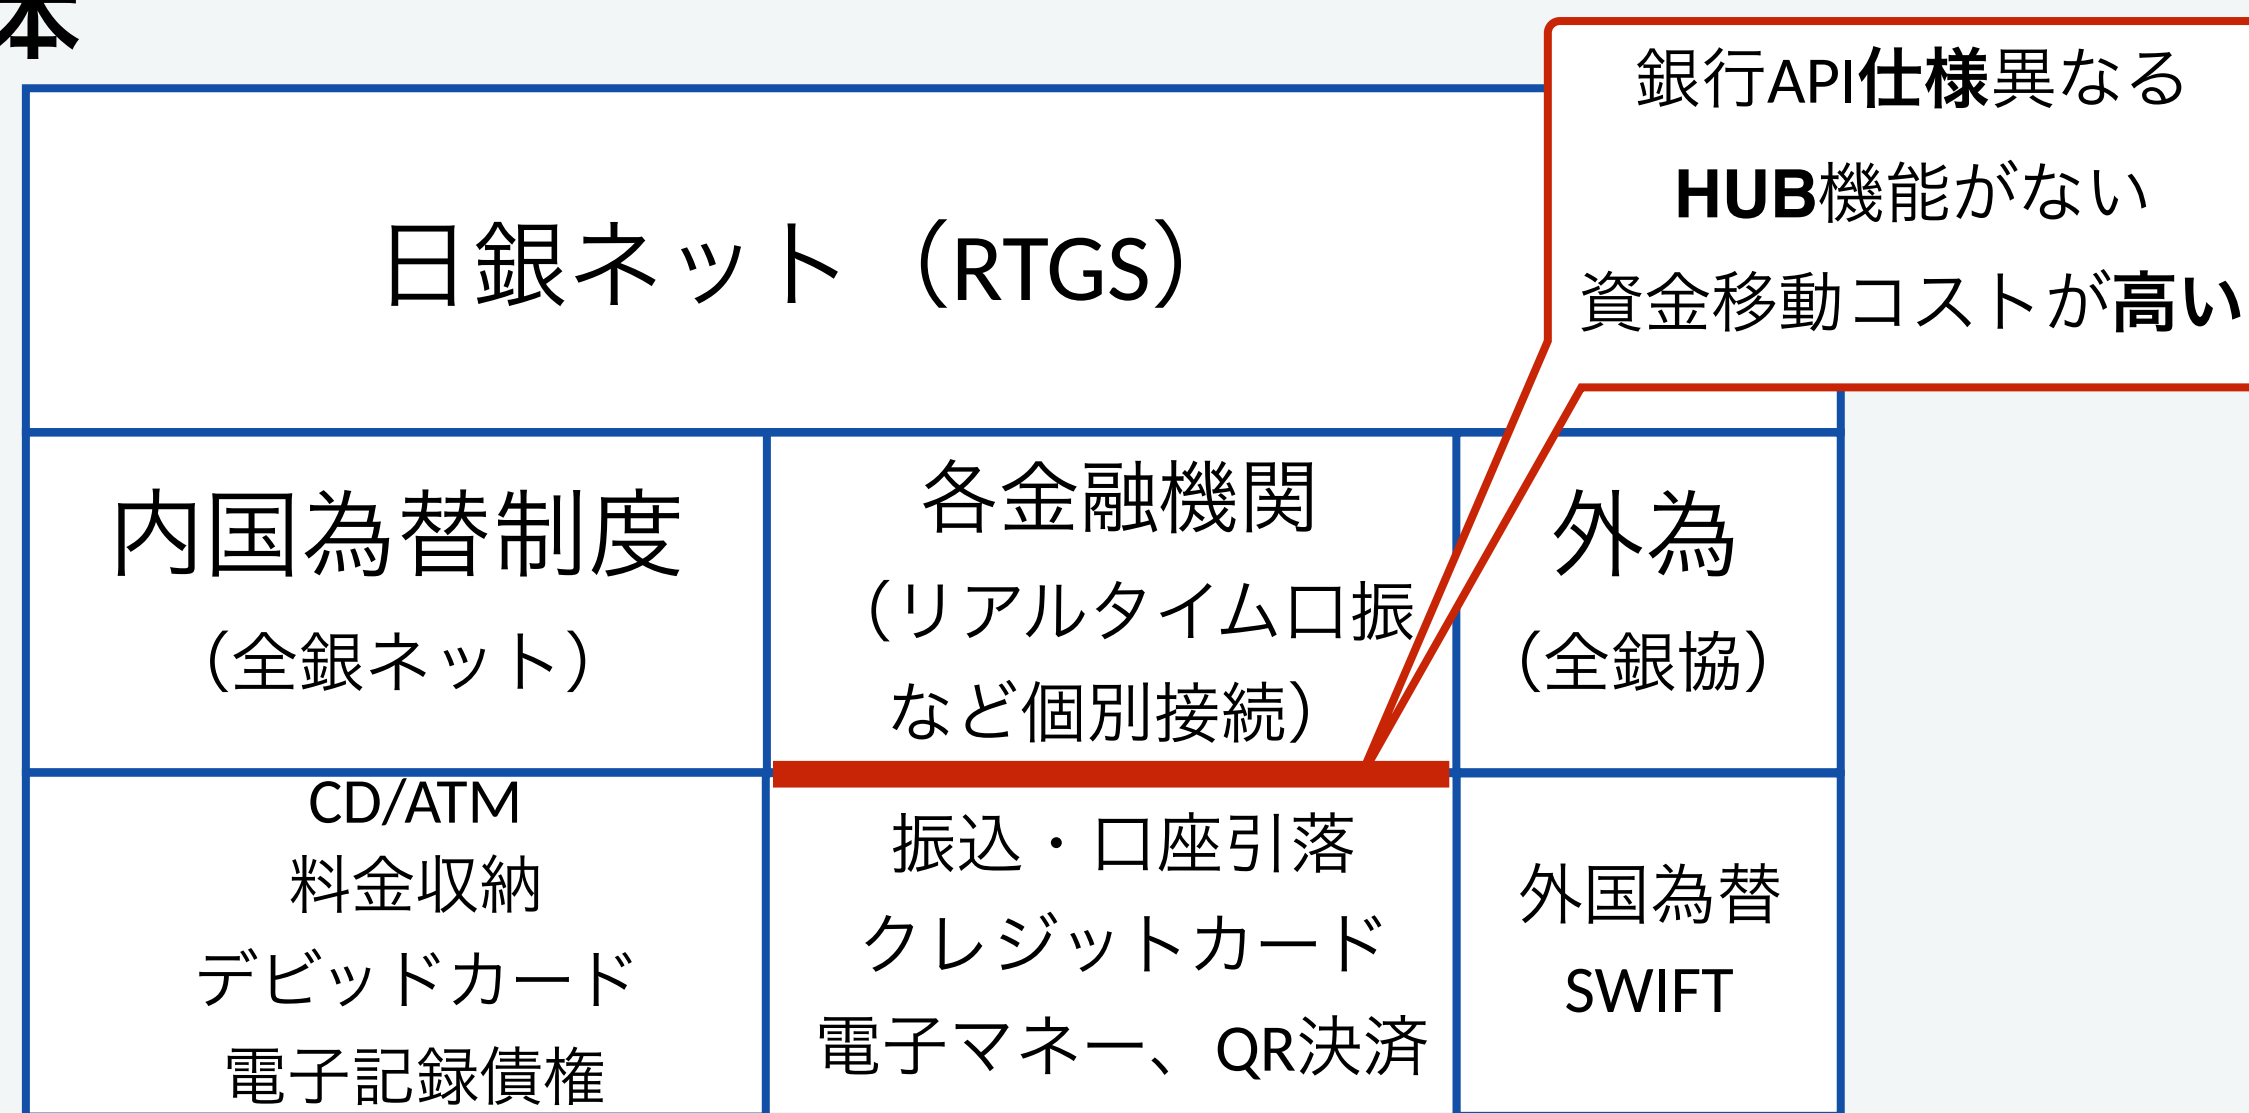 本
銀行API仕様異なる
HUB機能がない
資金移動コストが高い
日銀ネット（RTGS）
内国為替制度
（全銀ネット）
各金融機関
（リアルタイム口振
など個別接続）
外為
（全銀協）
CD/ATM
料金収納
デビッドカード
電子記録債権
振込・口座引落
クレジットカード
電子マネー、QR決済
外国為替
SWIFT